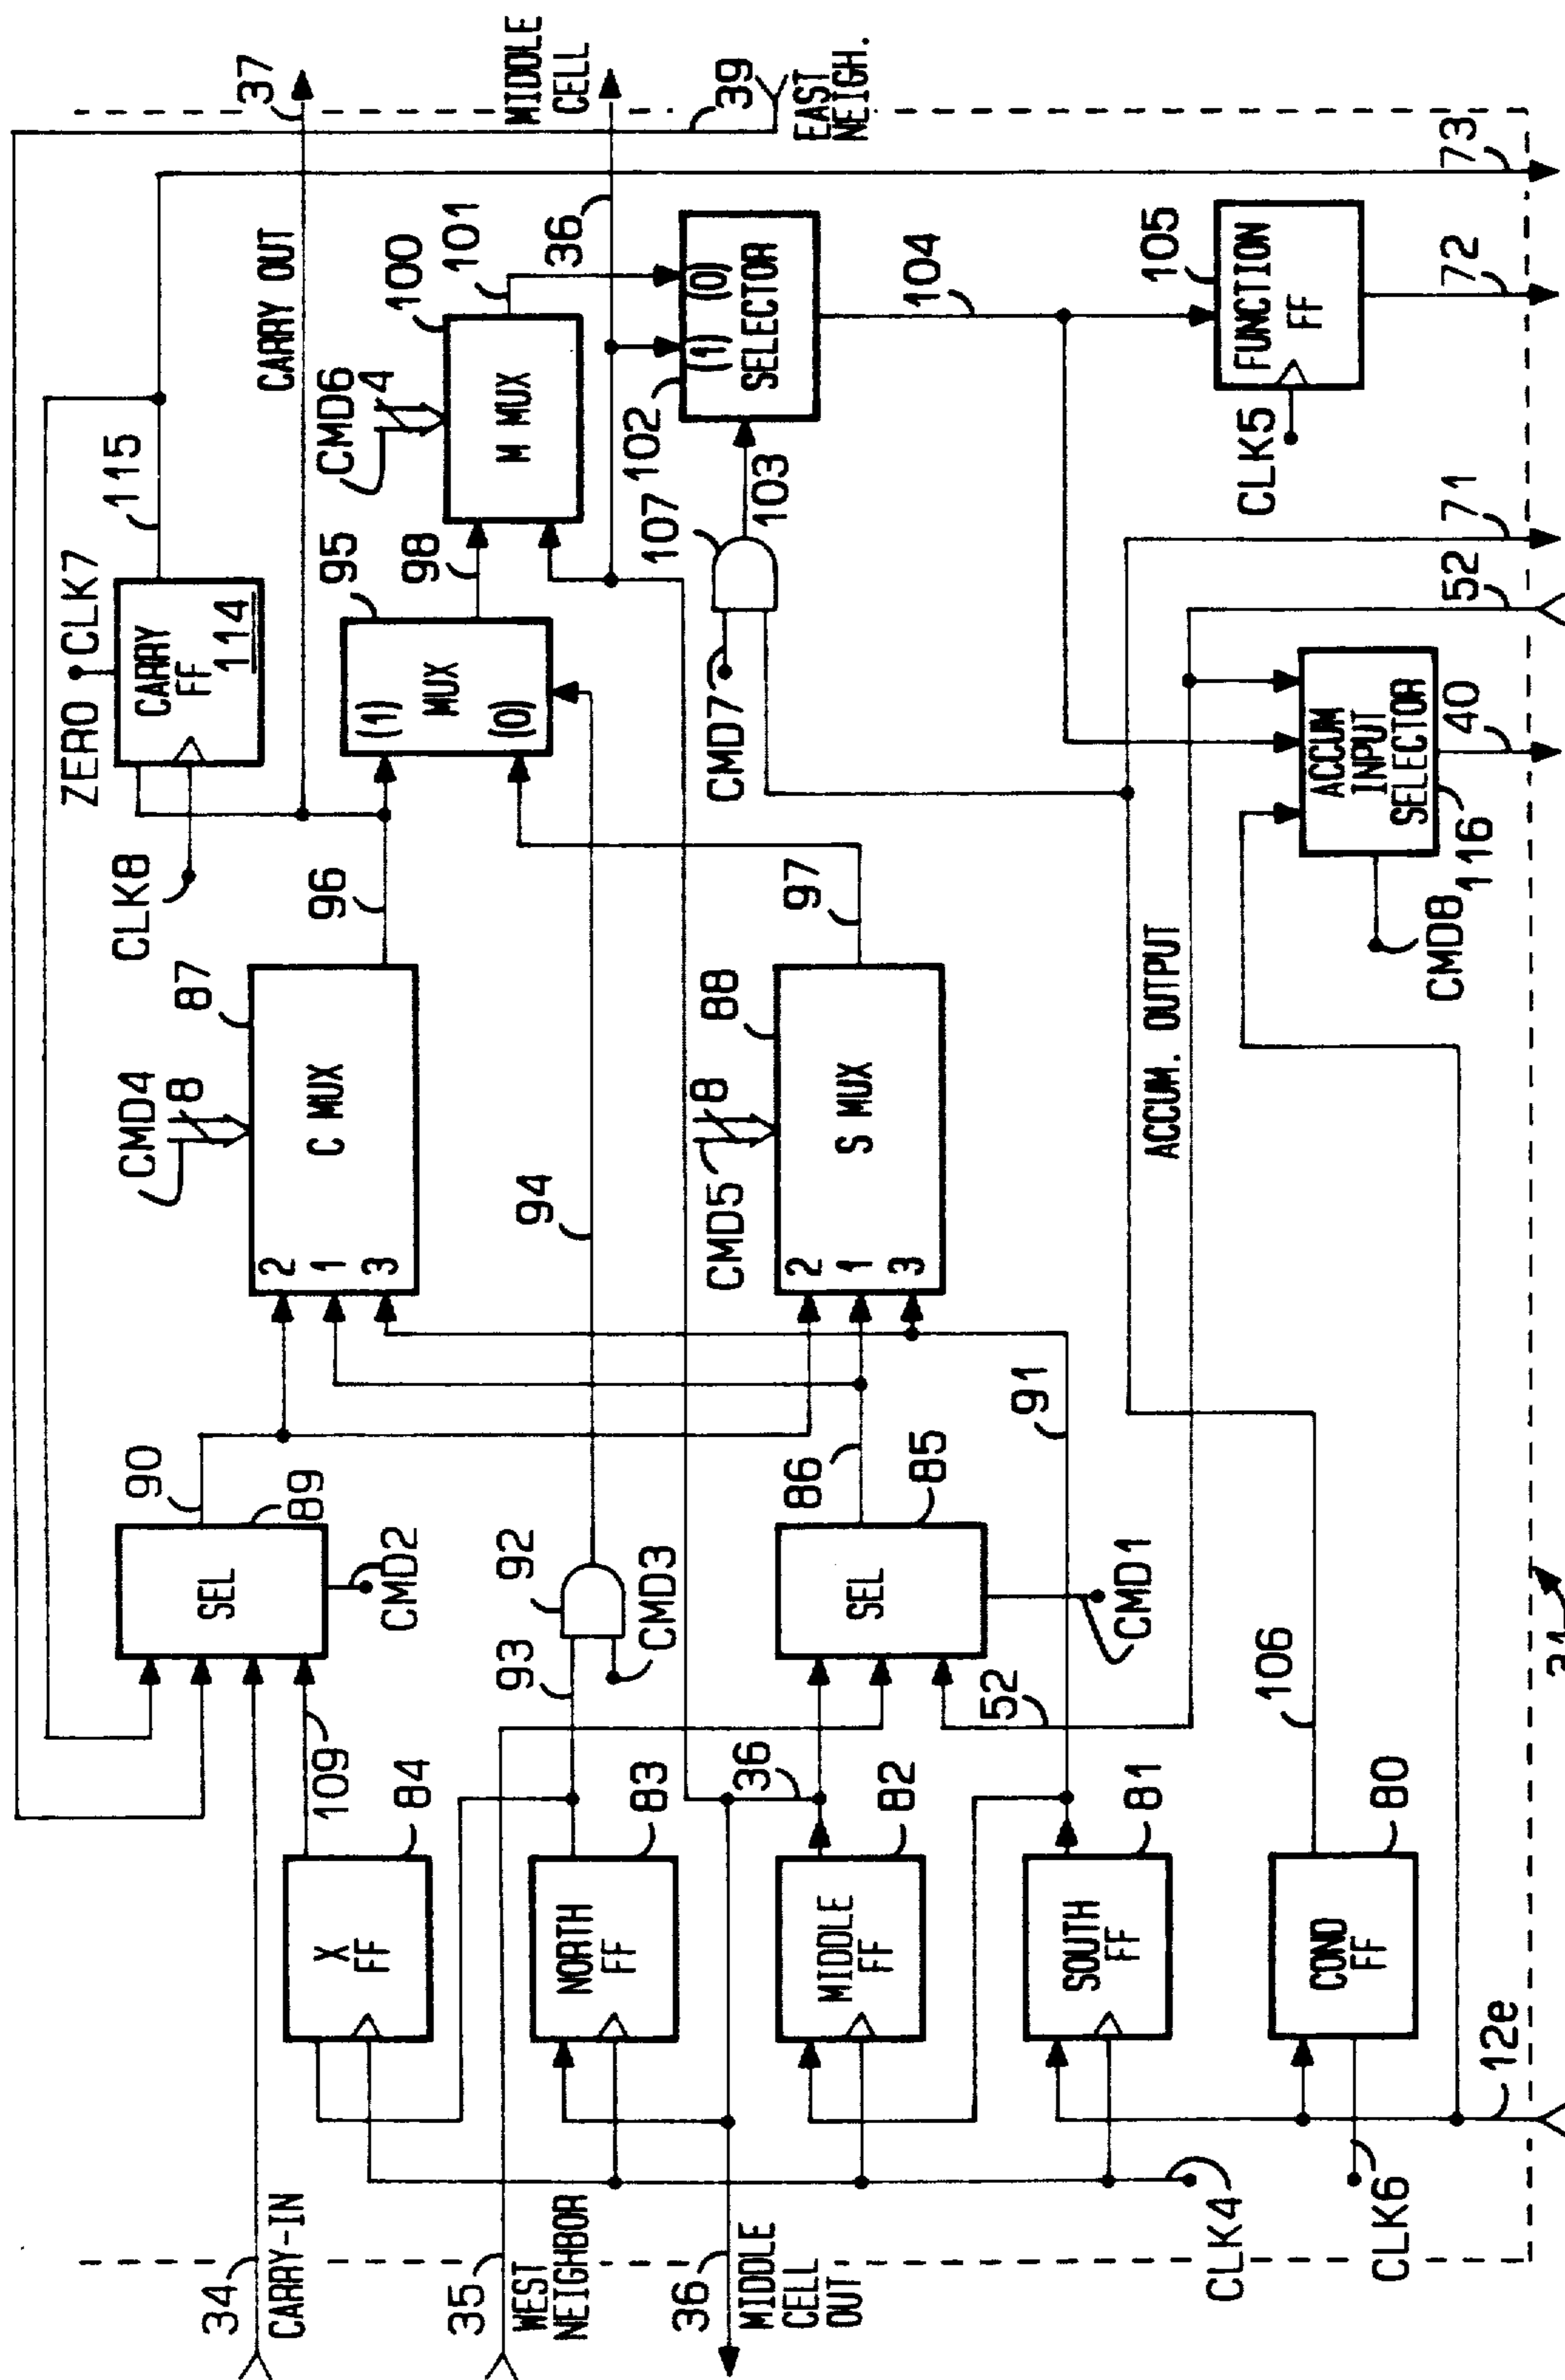 34
CARRY-IN
35
WEST
NEIGHBOR
36
MIDDLE
CELL
OUT
CLK4
CLK6
12e
X
FF
84
109
NORTH
FF
83
MIDDLE
FF
82
36
SOUTH
FF
81
COND
FF
80
106
SEL
89
90
CMD2
93
92
CMD3
SEL
85
86
CMD1
52
91
94
CMD4
8
2
1
3
C MUX
87
96
CMD5
8
2
1
3
S MUX
88
97
CLK8
ZERO
CLK7
CARRY
FF
114
115
(1)
MUX
(0)
95
98
CMD6
4
M MUX
100
101
CARRY OUT
37
MIDDLE
CELL
36
39
EAST
NEIGH.
CMD7
107
103
102
(1)
(0)
SELECTOR
104
ACCUM. OUTPUT
CMD8
116
ACCUM
INPUT
SELECTOR
40
52
71
CLK5
FUNCTION
FF
105
72
73